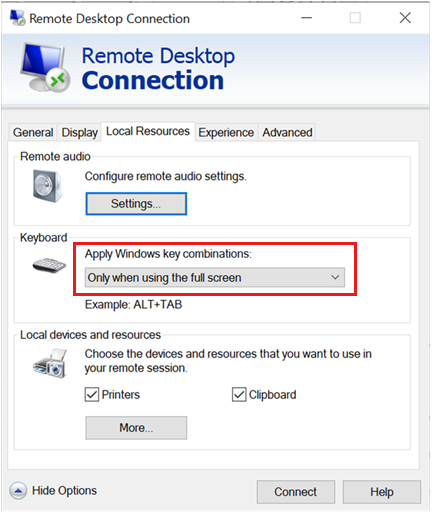 Remote Desktop Connection
Remote Desktop
Connection
General Display Local Resources Experience Advanced
Remote audio
Configure remote audio settings.
Settings...
Keyboard
Apply Windows key combinations:
Only when using the full screen
Example: ALT+TAB
Local devices and resources
Choose the devices and resources that you want to use in
your remote session.
Printers Clipboard
More...
Hide Options Connect Help